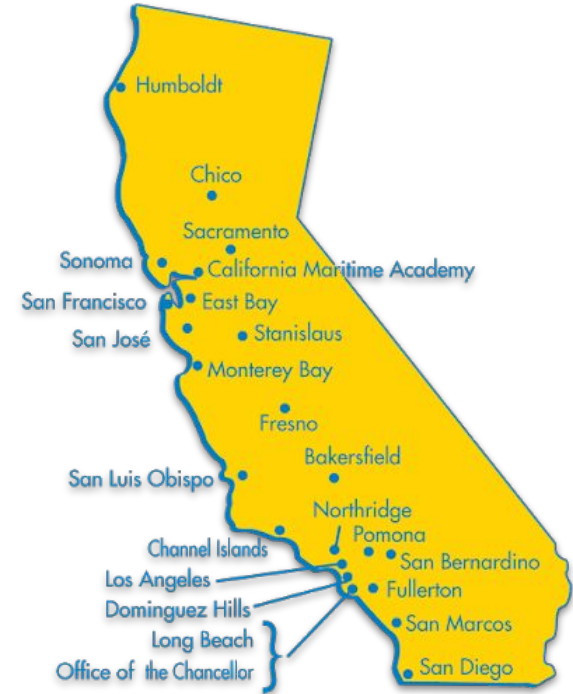 Humboldt
Chico
Sacramento
Sonoma
California Maritime Academy
San Francisco
East Bay
San José
Stanislaus
Monterey Bay
Fresno
Bakersfield
San Luis Obispo
Northridge
Pomona
Channel Islands
San Bernardino
Los Angeles
Fullerton
Dominguez Hills
San Marcos
Long Beach
Office of the Chancellor
San Diego